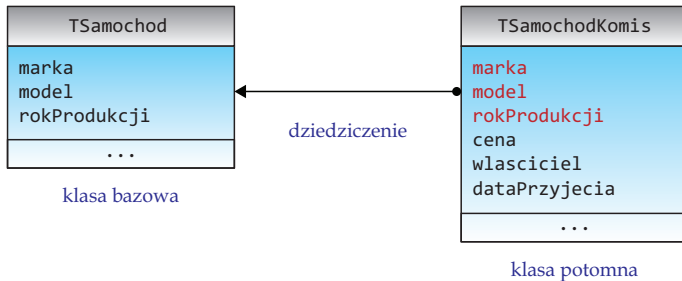 TSamochod
marka
model
rokProdukcji
...
klasa bazowa
dziedziczenie
TSamochodKomis
marka
model
rokProdukcji
cena
wlasciciel
dataPrzyjecia
...
klasa potomna